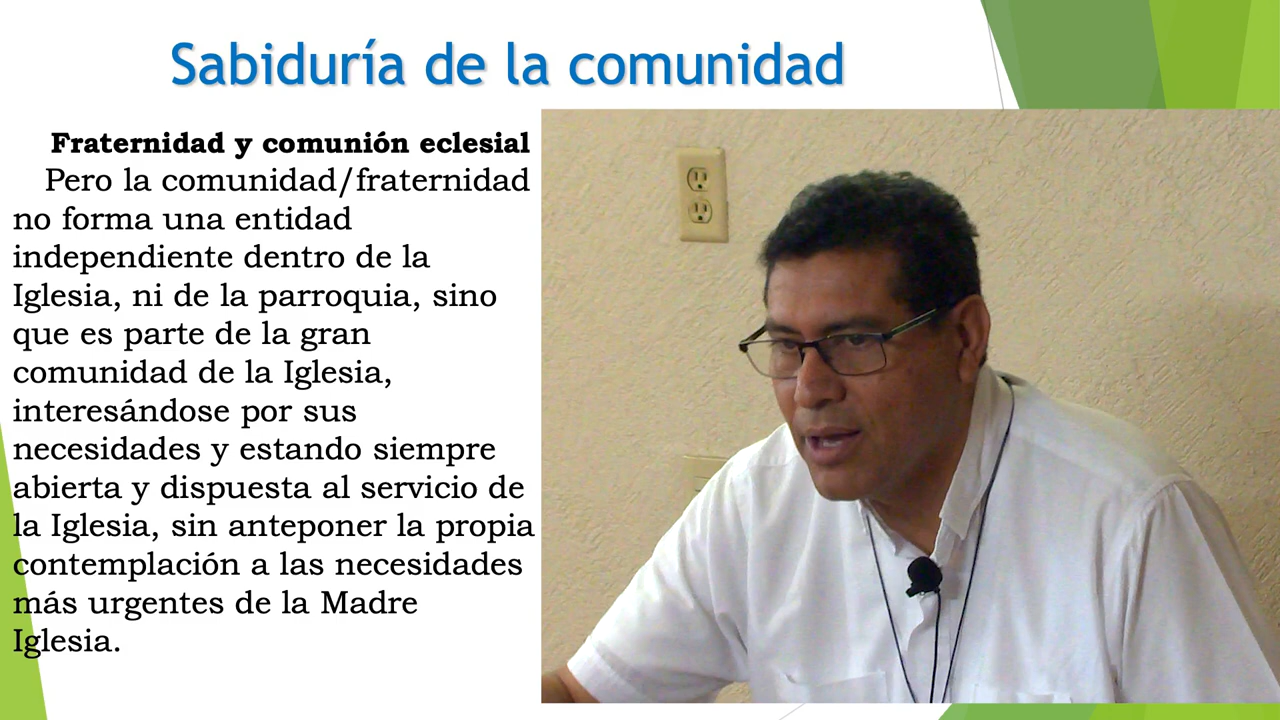 Sabiduría de la comunidad
Fraternidad y comunión eclesial
Pero la comunidad/fraternidad
no forma una entidad
independiente dentro de la
Iglesia, ni de la parroquia, sino
que es parte de la gran
comunidad de la Iglesia,
interesándose por sus
necesidades y estando siempre
abierta y dispuesta al servicio de
la Iglesia, sin anteponer la propia
contemplación a las necesidades
más urgentes de la Madre
Iglesia.